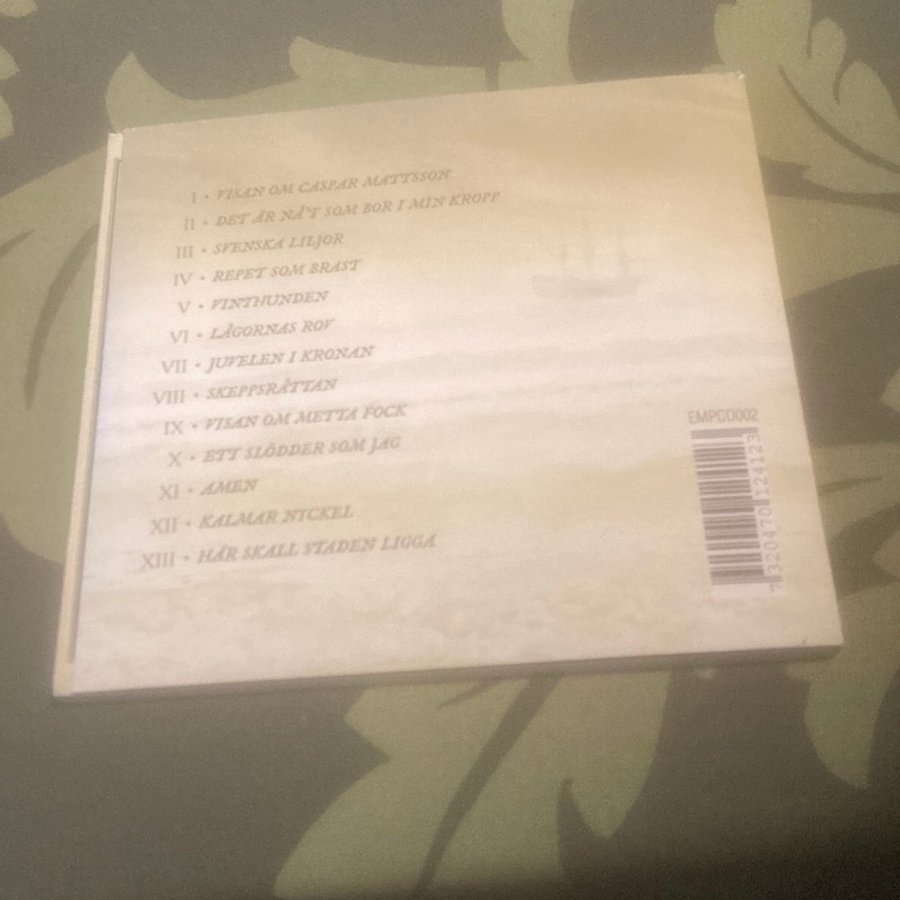 I • VISAN OM CASPAR MATTSSON
II • DET ÄR NÅ'T SOM BOR I MIN KROPP
III • SVENSKA LILJOR
IV • REPET SOM BRAST
V • VINTHUNDEN
VI • LÅGORNAS ROV
VII • JUVELEN I KRONAN
VIII • SKEPPSRÅTTAN
IX • VISAN OM METTA FOCK
X • ETT SLÖDDER SOM JAG
XI • AMEN
XII • KALMAR NYCKEL
XIII • HÄR SKALL STADEN LIGGA
EMPCD002
7 320470 124123